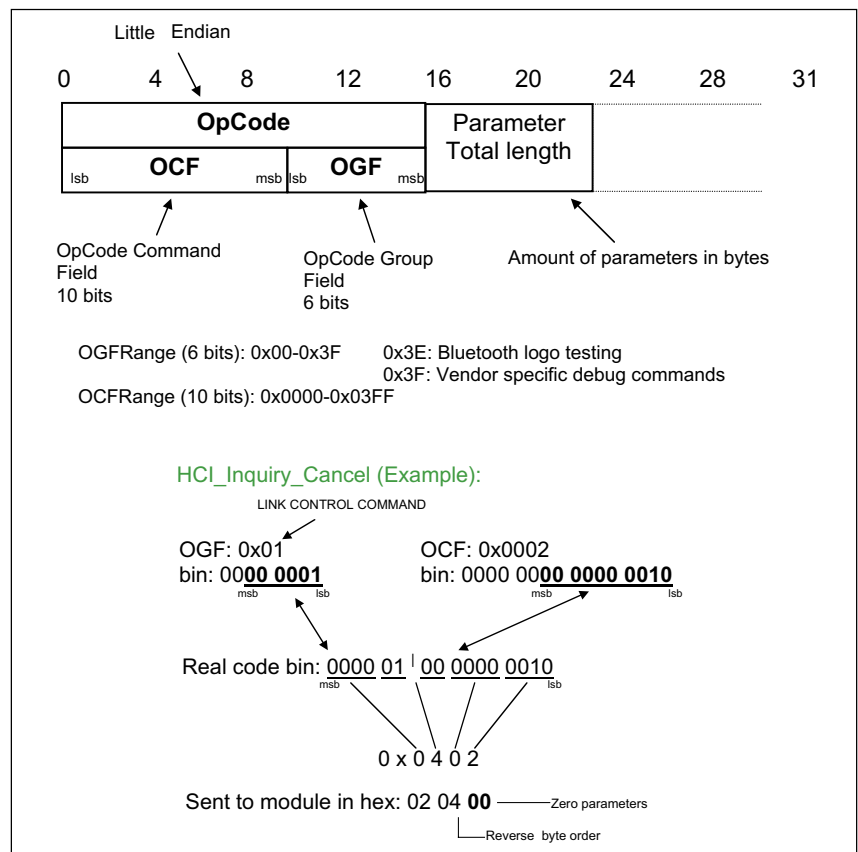 Little Endian
0 4 8 12 16 20 24 28 31
OpCode
Parameter
Total length
lsb OCF msb lsb OGF msb
OpCode Command
Field
10 bits
OpCode Group
Field
6 bits
Amount of parameters in bytes
OGFRange (6 bits): 0x00-0x3F 0x3E: Bluetooth logo testing
0x3F: Vendor specific debug commands
OCFRange (10 bits): 0x0000-0x03FF
HCI_Inquiry_Cancel (Example):
LINK CONTROL COMMAND
OGF: 0x01 OCF: 0x0002
bin: 0000 0001 bin: 0000 0000 0000 0010
msb lsb msb lsb
Real code bin: 0000 01 | 00 0000 0010
msb lsb
0 x 0 4 0 2
Sent to module in hex: 02 04 00 Zero parameters
Reverse byte order